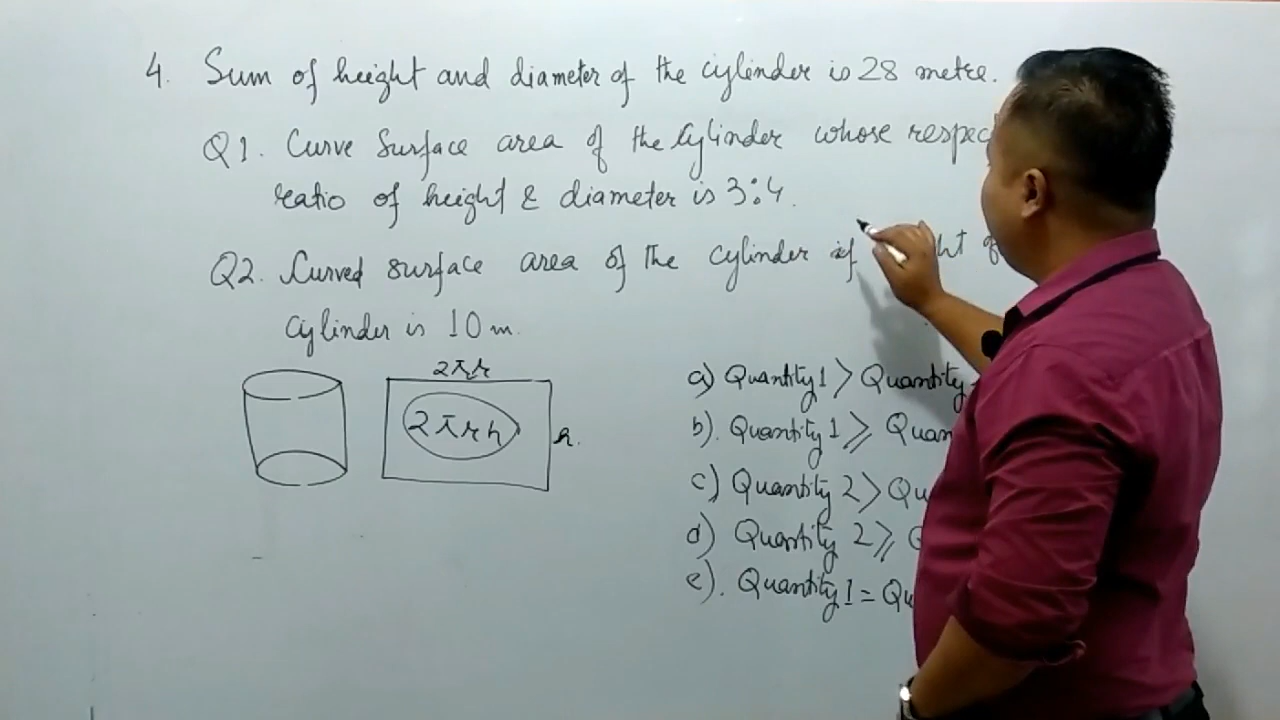 4. Sum of height and diameter of the cylinder is 28 metre.
Q1. Curve Surface area of the Cylinder whose respec
ratio of height & diameter is 3:4.
Q2. Curved surface area of the cylinder if
cylinder is 10 m.
2πr
2πrh
h.
a) Quantity 1 > Quantity
b). Quantity 1 ⩾ Quan
c) Quantity 2 > Qu
d) Quantity 2 ⩾ Q
e). Quantity 1 = Qu